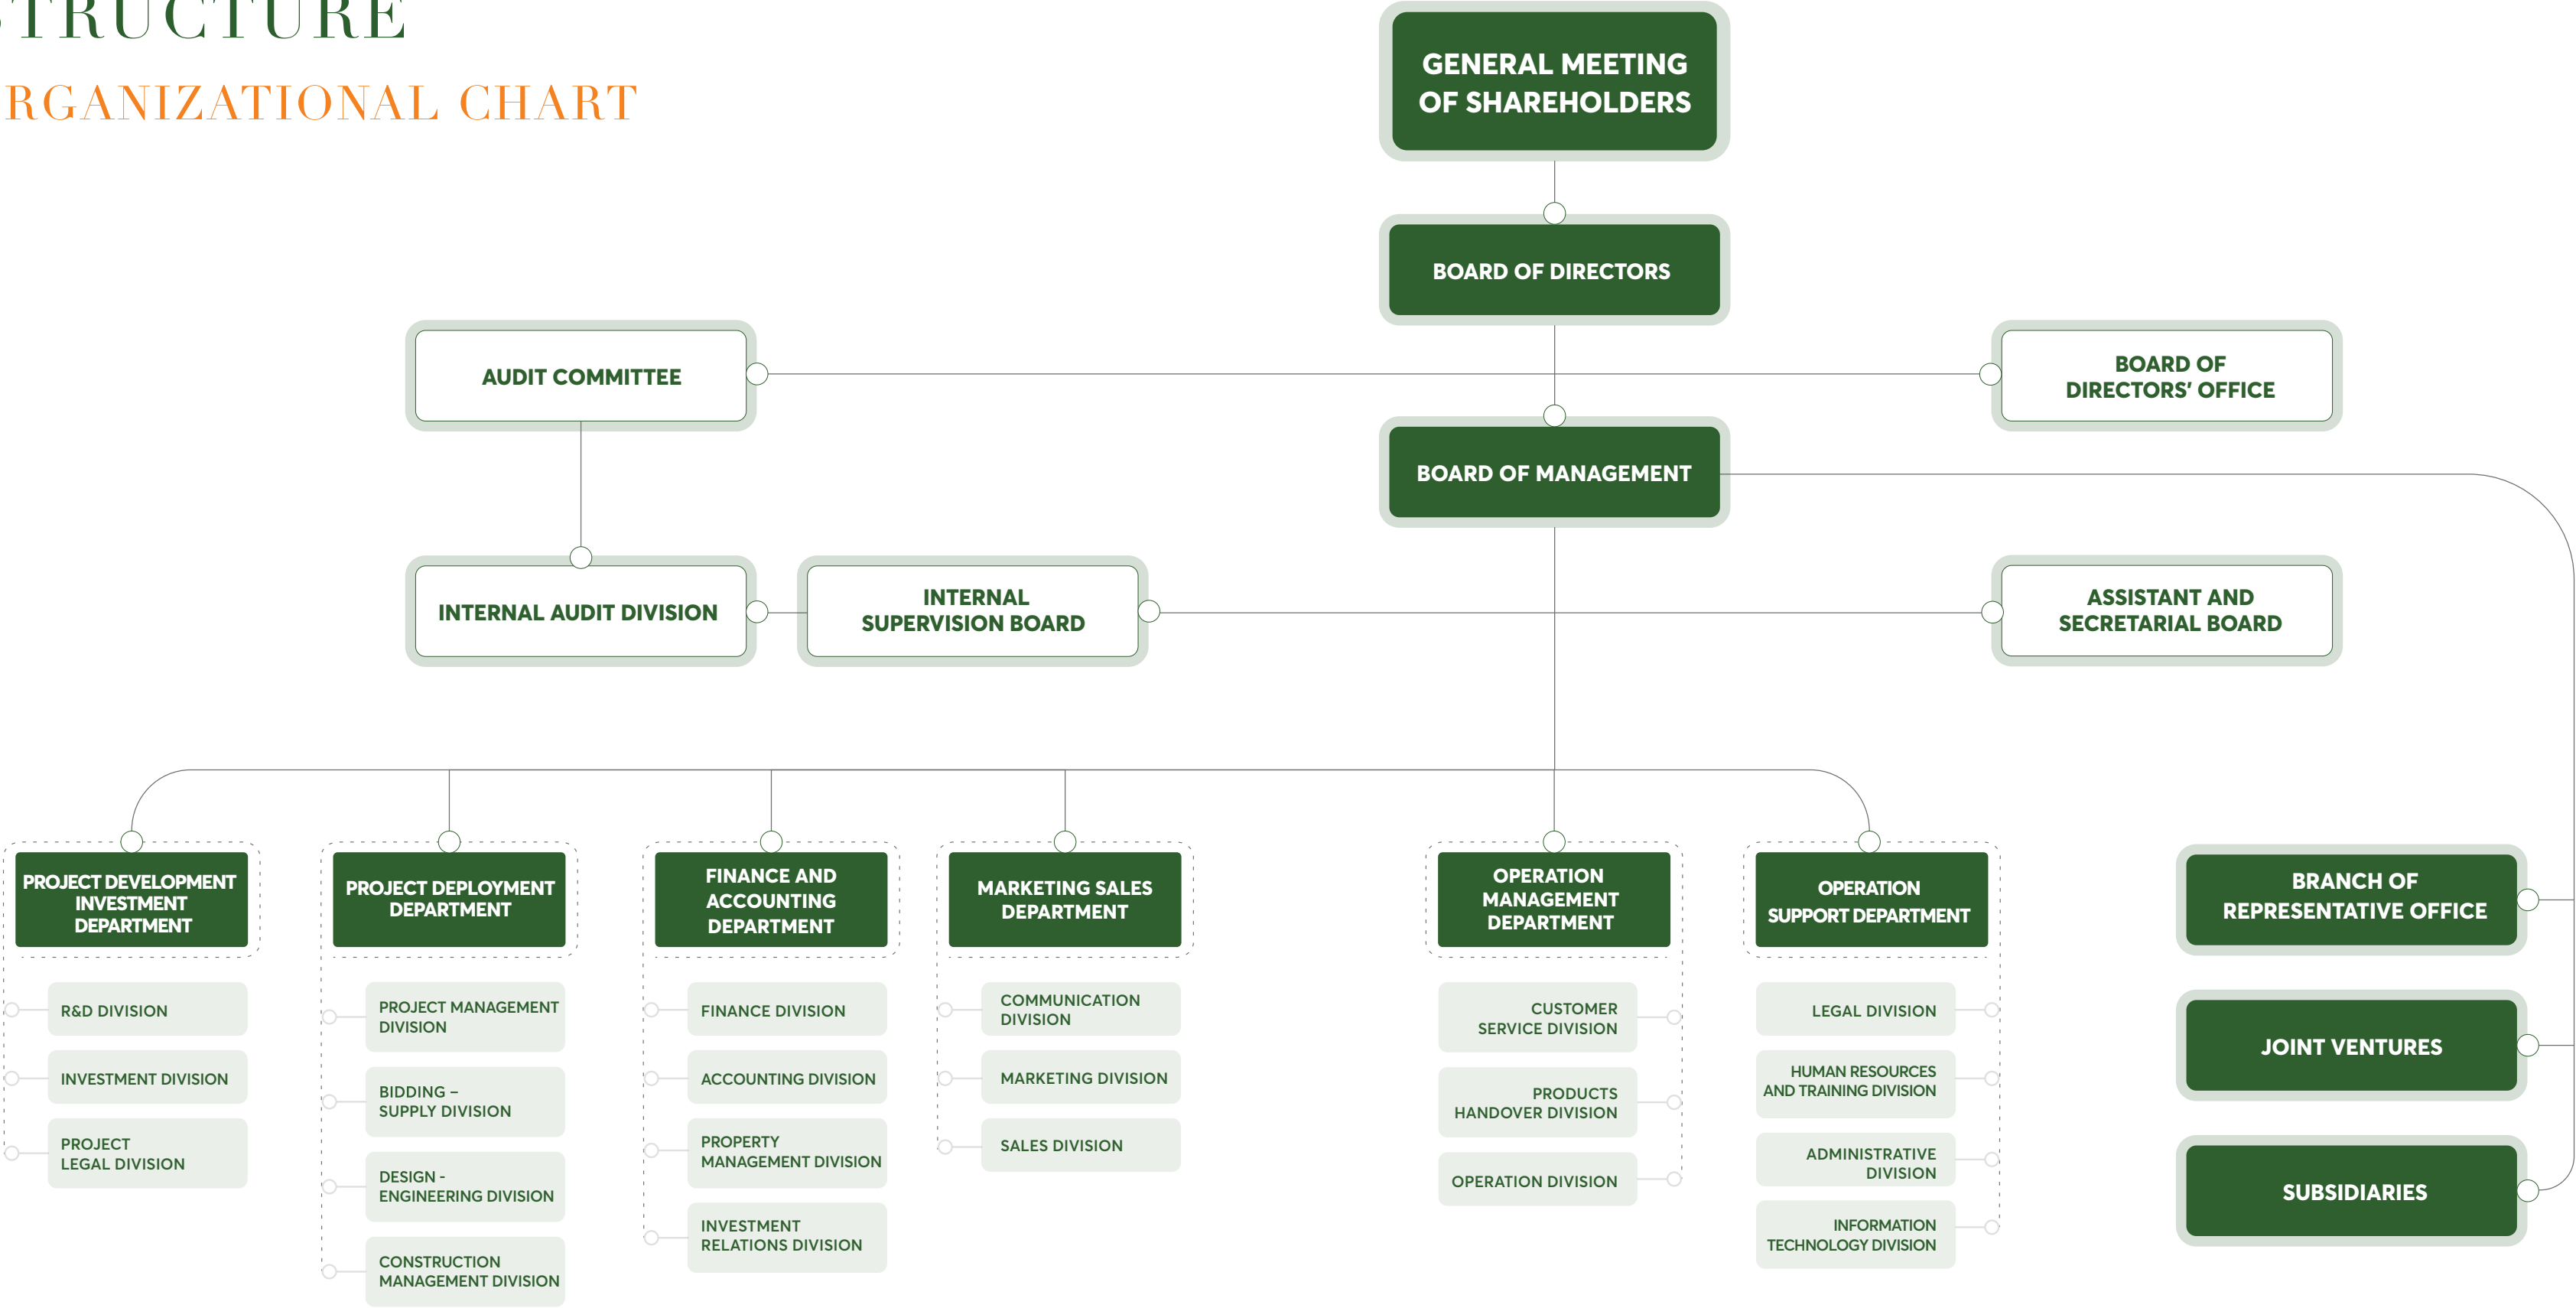 STRUCTURE
RGANIZATIONAL CHART
GENERAL MEETING
OF SHAREHOLDERS
BOARD OF DIRECTORS
AUDIT COMMITTEE
BOARD OF
DIRECTORS' OFFICE
BOARD OF MANAGEMENT
INTERNAL AUDIT DIVISION
INTERNAL
SUPERVISION BOARD
ASSISTANT AND
SECRETARIAL BOARD
PROJECT DEVELOPMENT
INVESTMENT
DEPARTMENT
R&D DIVISION
INVESTMENT DIVISION
PROJECT
LEGAL DIVISION
PROJECT DEPLOYMENT
DEPARTMENT
PROJECT MANAGEMENT
DIVISION
BIDDING –
SUPPLY DIVISION
DESIGN -
ENGINEERING DIVISION
CONSTRUCTION
MANAGEMENT DIVISION
FINANCE AND
ACCOUNTING
DEPARTMENT
FINANCE DIVISION
ACCOUNTING DIVISION
PROPERTY
MANAGEMENT DIVISION
INVESTMENT
RELATIONS DIVISION
MARKETING SALES
DEPARTMENT
COMMUNICATION
DIVISION
MARKETING DIVISION
SALES DIVISION
OPERATION
MANAGEMENT
DEPARTMENT
CUSTOMER
SERVICE DIVISION
PRODUCTS
HANDOVER DIVISION
OPERATION DIVISION
OPERATION
SUPPORT DEPARTMENT
LEGAL DIVISION
HUMAN RESOURCES
AND TRAINING DIVISION
ADMINISTRATIVE
DIVISION
INFORMATION
TECHNOLOGY DIVISION
BRANCH OF
REPRESENTATIVE OFFICE
JOINT VENTURES
SUBSIDIARIES